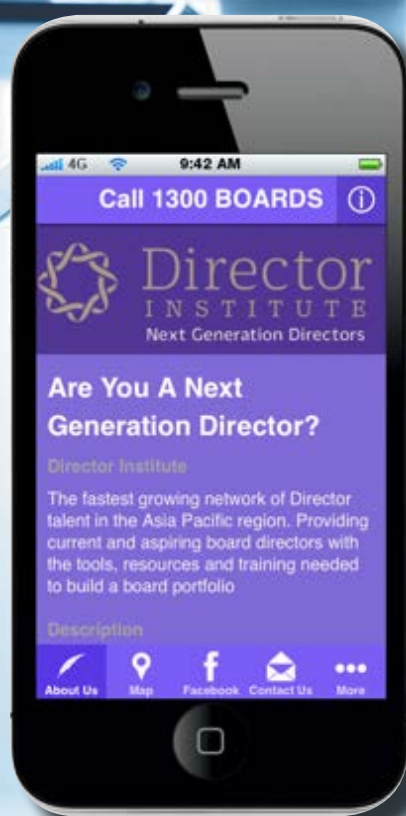 4G 9:42 AM
Call 1300 BOARDS
Director
INSTITUTE
Next Generation Directors
Are You A Next
Generation Director?
Director Institute
The fastest growing network of Director
talent in the Asia Pacific region. Providing
current and aspiring board directors with
the tools, resources and training needed
to build a board portfolio
Description
About Us Map Facebook Contact Us More